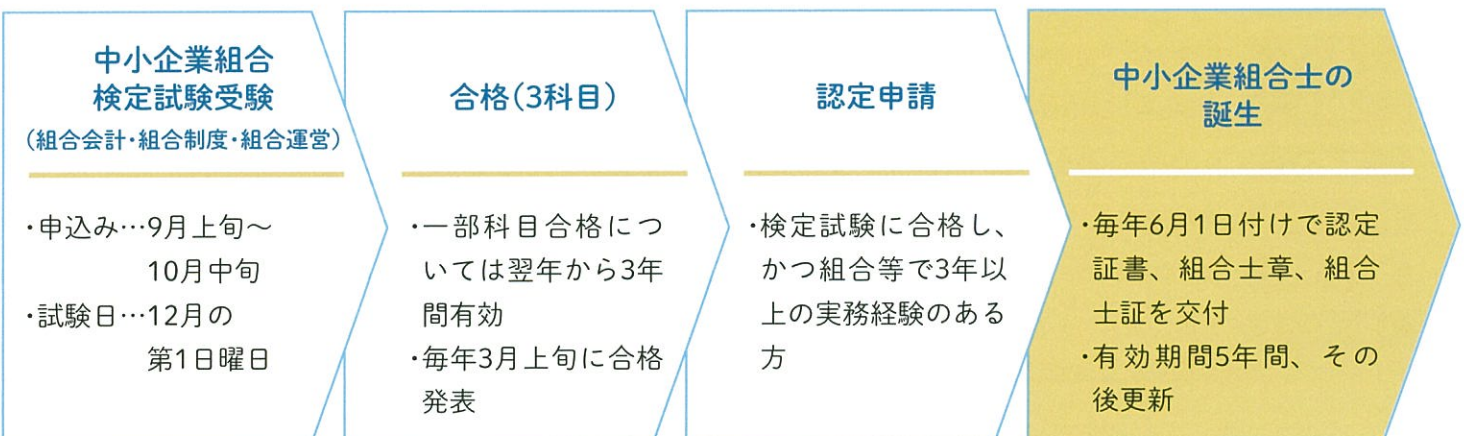 中小企業組合
検定試験受験
（組合会計・組合制度・組合運営）
・申込み…9月上旬～
10月中旬
・試験日…12月の
第1日曜日
合格（3科目）
・一部科目合格につ
いては翌年から3年
間有効
・毎年3月上旬に合格
発表
認定申請
・検定試験に合格し、
かつ組合等で3年以
上の実務経験のある
方
中小企業組合士の
誕生
・毎年6月1日付けで認定
証書、組合士章、組合
士証を交付
・有効期間5年間、その
後更新